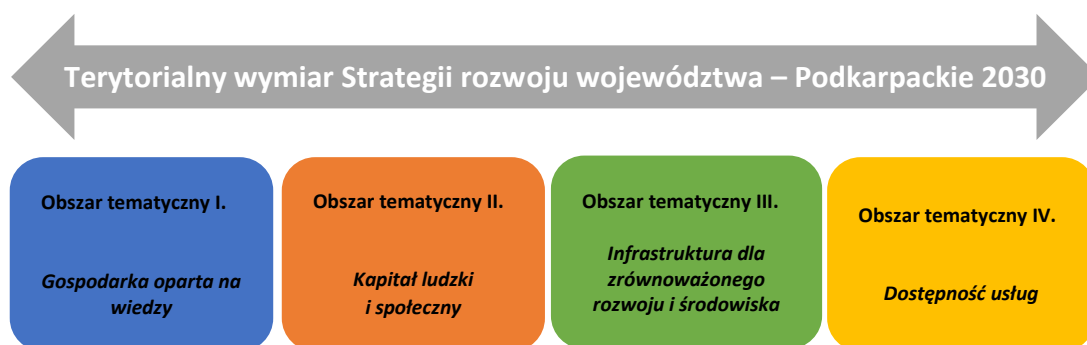 Terytorialny wymiar Strategii rozwoju województwa – Podkarpackie 2030
Obszar tematyczny I.
Gospodarka oparta na
wiedzy
Obszar tematyczny II.
Kapitał ludzki
i społeczny
Obszar tematyczny III.
Infrastruktura dla
zrównoważonego
rozwoju i środowiska
Obszar tematyczny IV.
Dostępność usług